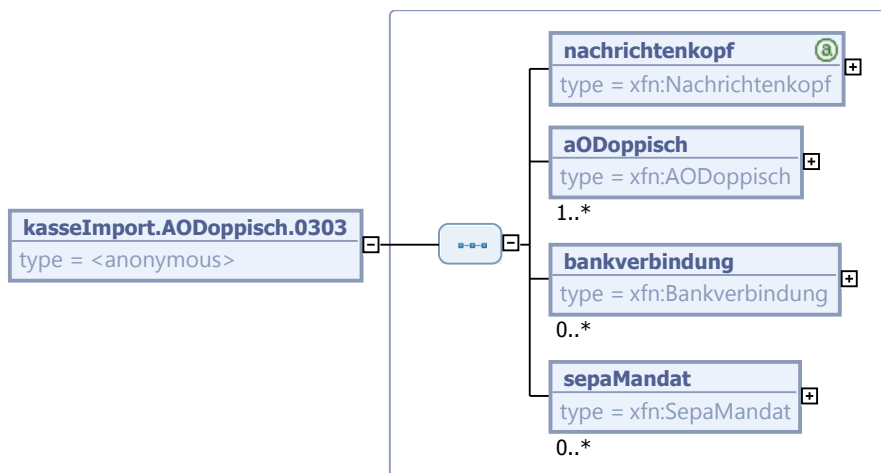 nachrichtenkopf
type = xfn:Nachrichtenkopf
aODoppisch
type = xfn:AODoppisch
1..*
kasseImport.AODoppisch.0303
type = <anonymous>
bankverbindung
type = xfn:Bankverbindung
0..*
sepaMandat
type = xfn:SepaMandat
0..*